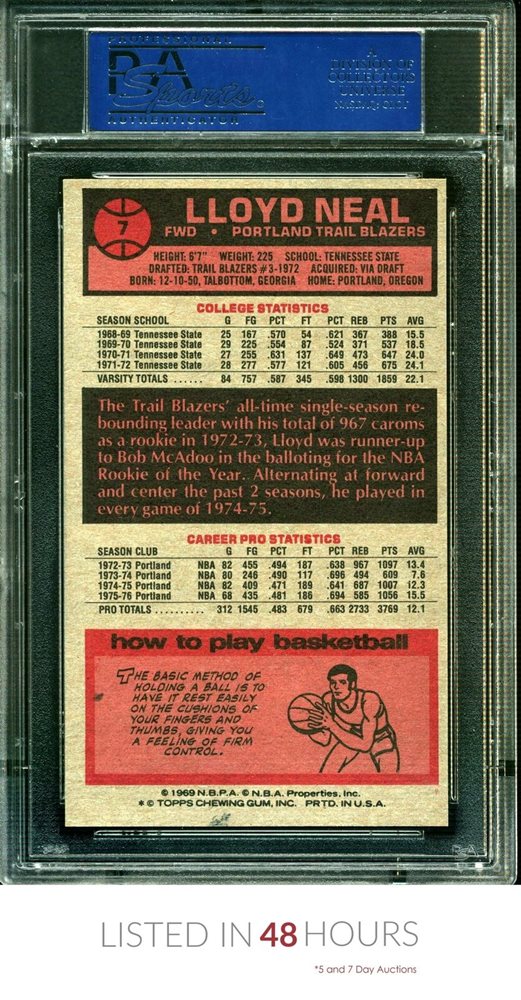 PROFESSIONAL
PSA
Sports
AUTHENTICATOR
A
DIVISION OF
COLLECTORS
UNIVERSE
NASDAQ: CLCT
7
LLOYD NEAL
FWD • PORTLAND TRAIL BLAZERS
HEIGHT: 6'7" WEIGHT: 225 SCHOOL: TENNESSEE STATE
DRAFTED: TRAIL BLAZERS #3-1972 ACQUIRED: VIA DRAFT
BORN: 12-10-50, TALBOTTOM, GEORGIA HOME: PORTLAND, OREGON
COLLEGE STATISTICS
SEASON SCHOOL G FG PCT FT PCT REB PTS AVG
1968-69 Tennessee State 25 167 .570 54 .621 367 388 15.5
1969-70 Tennessee State 29 225 .554 87 .524 371 537 18.5
1970-71 Tennessee State 27 255 .631 137 .649 473 647 24.0
1971-72 Tennessee State 28 277 .577 121 .605 456 675 24.1
VARSITY TOTALS ...... 84 757 .587 345 .598 1300 1859 22.1
The Trail Blazers' all-time single-season re-
bounding leader with his total of 967 caroms
as a rookie in 1972-73, Lloyd was runner-up
to Bob McAdoo in the balloting for the NBA
Rookie of the Year. Alternating at forward
and center the past 2 seasons, he played in
every game of 1974-75.
CAREER PRO STATISTICS
SEASON CLUB G FG PCT FT PCT REB PTS AVG
1972-73 Portland NBA 82 455 .494 187 .638 967 1097 13.4
1973-74 Portland NBA 80 246 .490 117 .696 494 609 7.6
1974-75 Portland NBA 82 409 .471 189 .641 687 1007 12.3
1975-76 Portland NBA 68 435 .481 186 .694 585 1056 15.5
PRO TOTALS .......... 312 1545 .483 679 .663 2733 3769 12.1
how to play basketball
THE BASIC METHOD OF
HOLDING A BALL IS TO
HAVE IT REST EASILY
ON THE CUSHIONS OF
YOUR FINGERS AND
THUMBS, GIVING YOU
A FEELING OF FIRM
CONTROL.
© 1969 N.B.P.A. © N.B.A. Properties, Inc.
* © TOPPS CHEWING GUM, INC. PRTD. IN U.S.A.
LISTED IN 48 HOURS
*5 and 7 Day Auctions